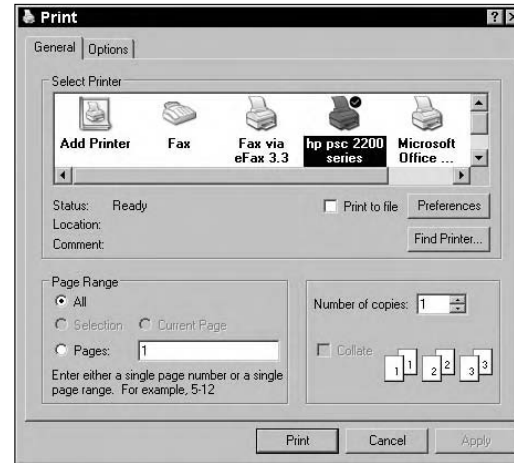 Print
General
Options
Select Printer
Add Printer
Fax
Fax via eFax 3.3
hp psc 2200 series
Microsoft Office ...
Status: Ready
Location:
Comment:
Print to file
Preferences
Find Printer...
Page Range
All
Selection
Current Page
Pages: 1
Enter either a single page number or a single
page range. For example, 5-12
Number of copies: 1
Collate
1 1 2 2 3 3
Print
Cancel
Apply